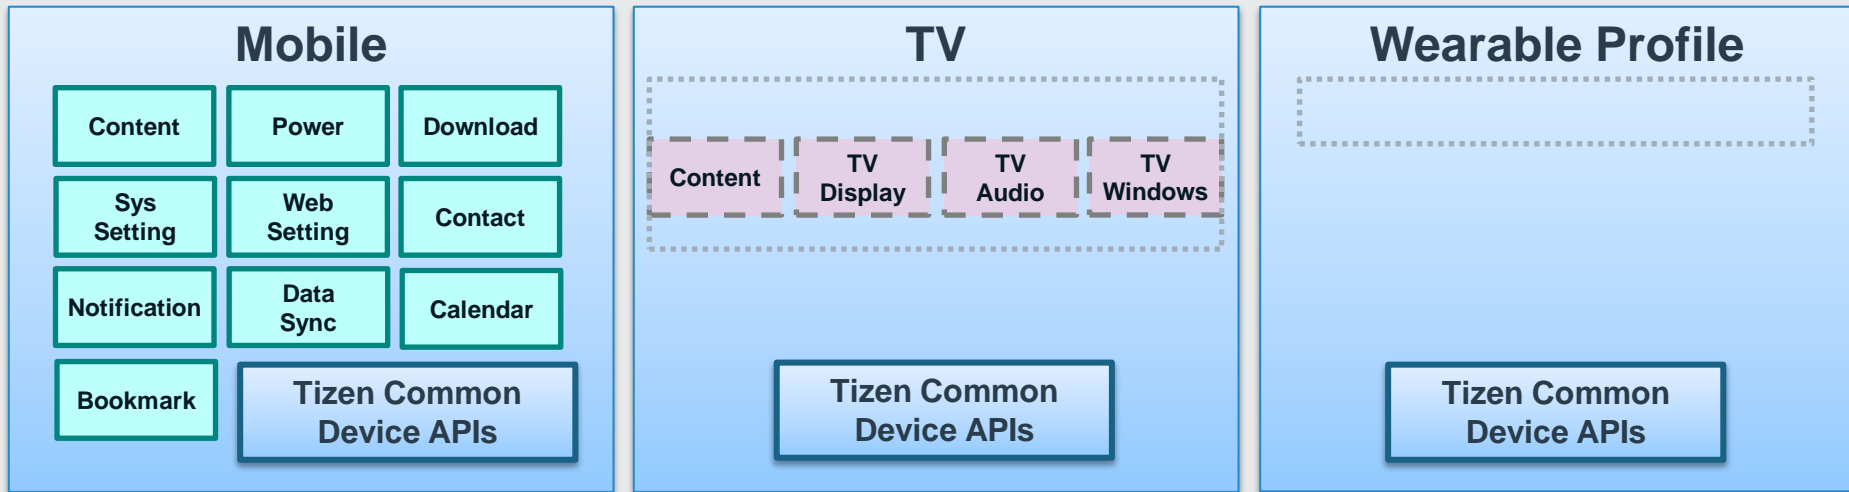 Mobile
Content
Power
Download
Sys
Setting
Web
Setting
Contact
Notification
Data
Sync
Calendar
Bookmark
Tizen Common
Device APIs
TV
Content
TV
Display
TV
Audio
TV
Windows
Tizen Common
Device APIs
Wearable Profile
Tizen Common
Device APIs